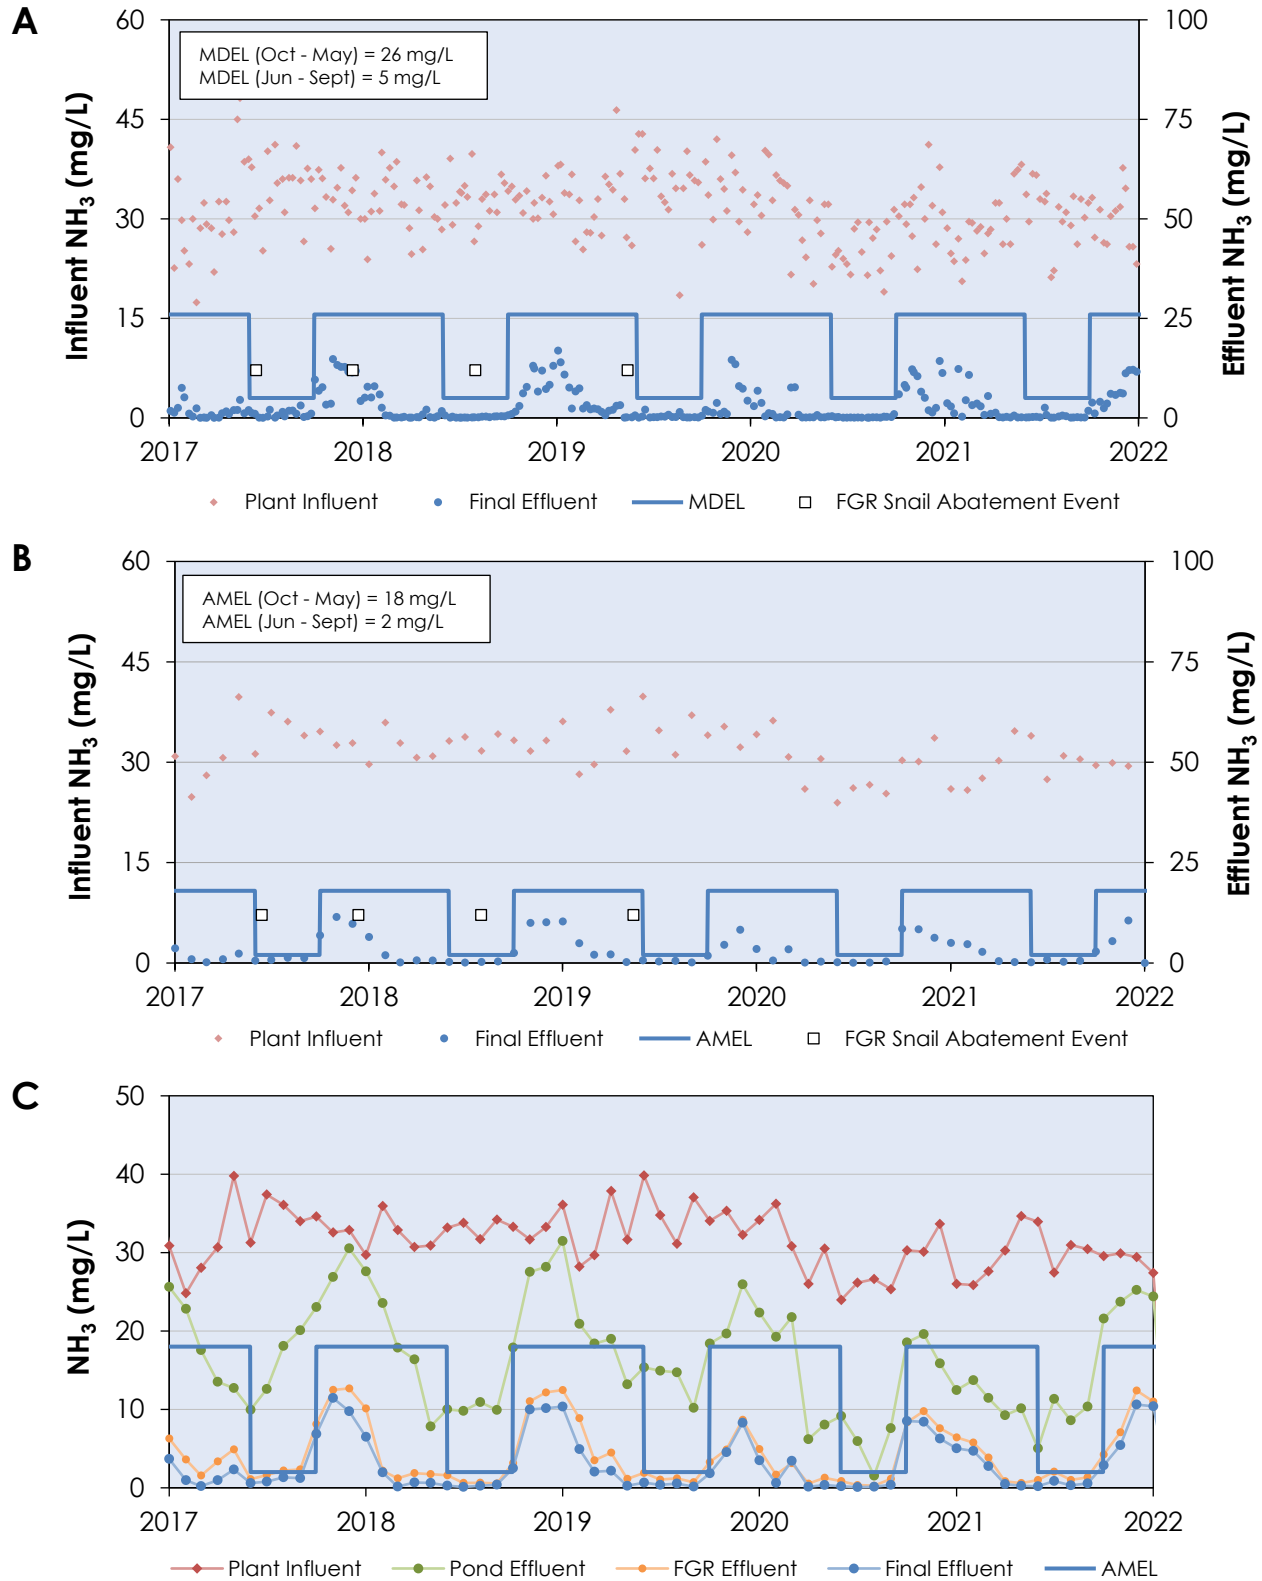 A
60
45
30
15
0
Influent NH3 (mg/L)
MDEL (Oct - May) = 26 mg/L
MDEL (Jun - Sept) = 5 mg/L
100
75
50
25
0
Effluent NH3 (mg/L)
2017 2018 2019 2020 2021 2022
Plant Influent Final Effluent MDEL FGR Snail Abatement Event
B
60
45
30
15
0
Influent NH3 (mg/L)
AMEL (Oct - May) = 18 mg/L
AMEL (Jun - Sept) = 2 mg/L
100
75
50
25
0
Effluent NH3 (mg/L)
2017 2018 2019 2020 2021 2022
Plant Influent Final Effluent AMEL FGR Snail Abatement Event
C
50
40
30
20
10
0
NH3 (mg/L)
2017 2018 2019 2020 2021 2022
Plant Influent Pond Effluent FGR Effluent Final Effluent AMEL